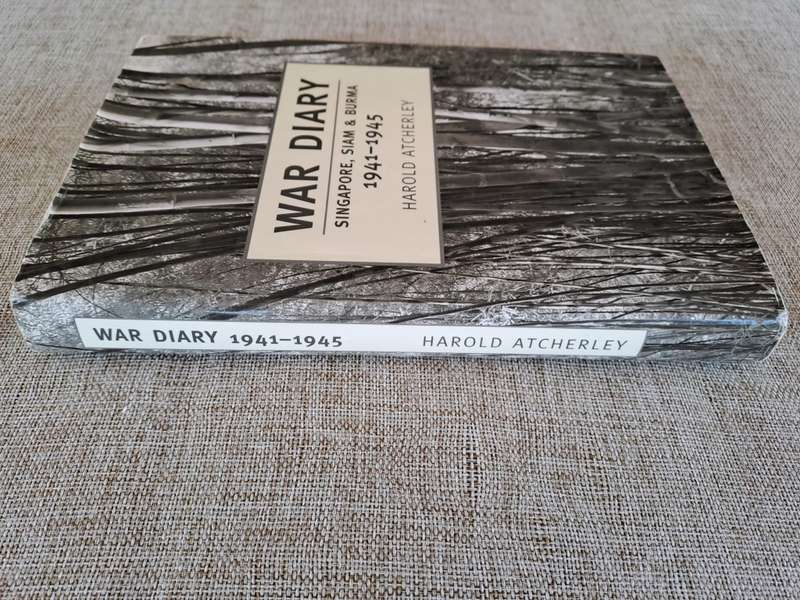 WAR DIARY
SINGAPORE, SIAM & BURMA
1941–1945
HAROLD ATCHERLEY
WAR DIARY 1941–1945 HAROLD ATCHERLEY